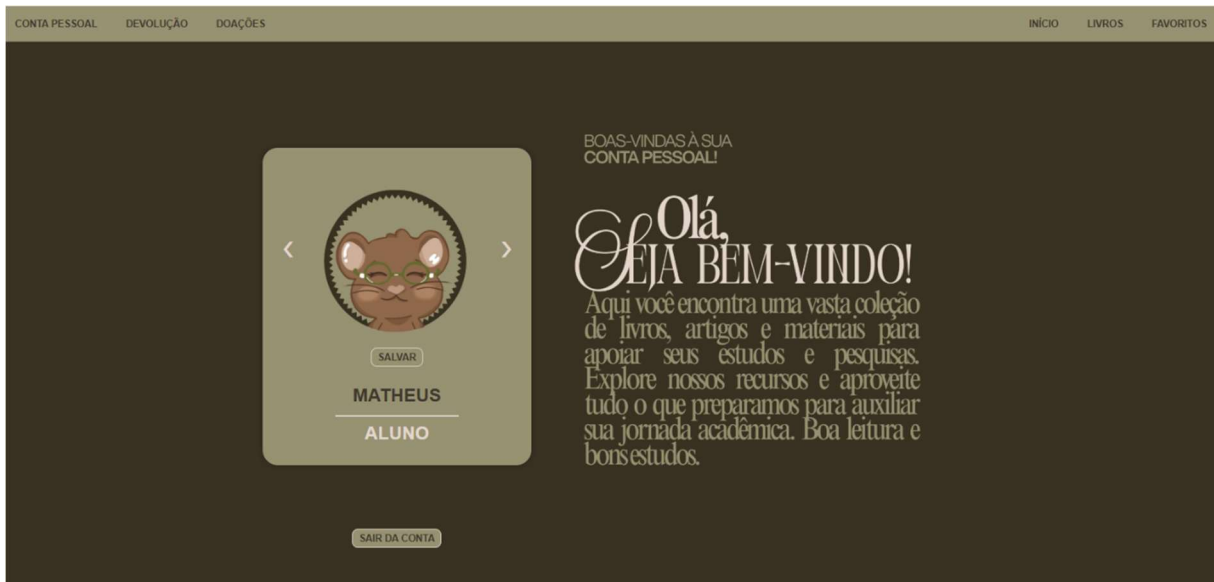 CONTA PESSOAL DEVOLUÇÃO DOAÇÕES INÍCIO LIVROS FAVORITOS
SALVAR
MATHEUS
ALUNO
SAIR DA CONTA
BOAS-VINDAS À SUA
CONTA PESSOAL!
Olá,
SEJA BEM-VINDO!
Aqui você encontra uma vasta coleção
de livros, artigos e materiais para
apoiar seus estudos e pesquisas.
Explore nossos recursos e aproveite
tudo o que preparamos para auxiliar
sua jornada acadêmica. Boa leitura e
bons estudos.